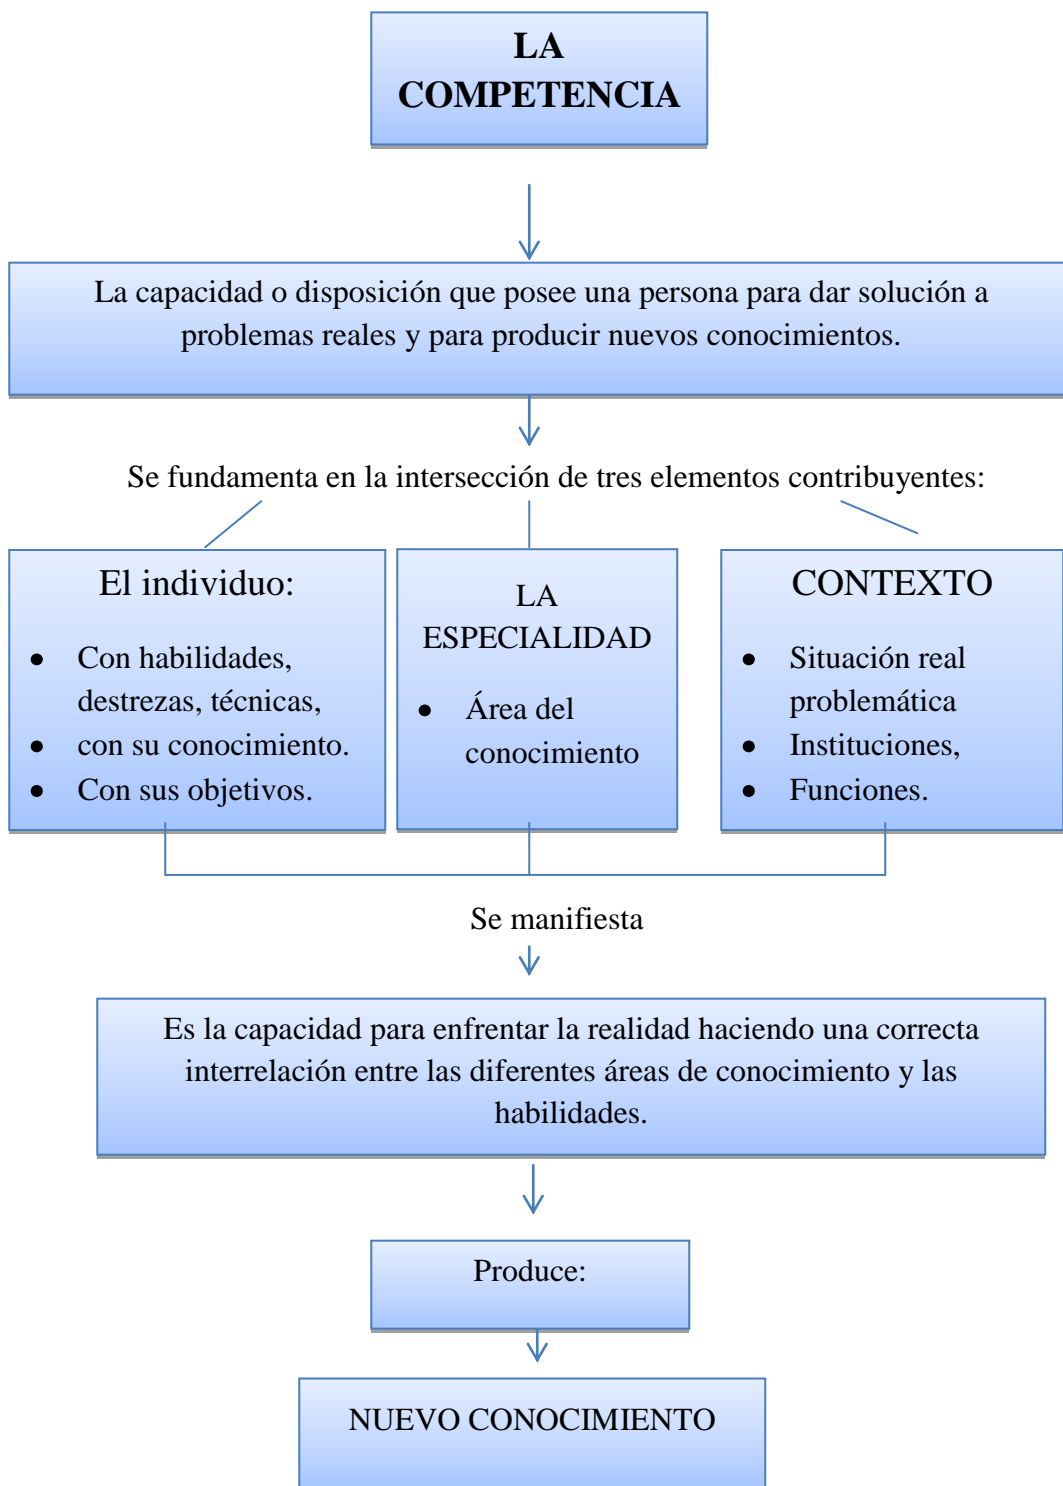 LA
COMPETENCIA
La capacidad o disposición que posee una persona para dar solución a
problemas reales y para producir nuevos conocimientos.
Se fundamenta en la intersección de tres elementos contribuyentes:
El individuo:
• Con habilidades,
destrezas, técnicas,
• con su conocimiento.
• Con sus objetivos.
LA
ESPECIALIDAD
• Área del
conocimiento
CONTEXTO
• Situación real
problemática
• Instituciones,
• Funciones.
Se manifiesta
Es la capacidad para enfrentar la realidad haciendo una correcta
interrelación entre las diferentes áreas de conocimiento y las
habilidades.
Produce:
NUEVO CONOCIMIENTO